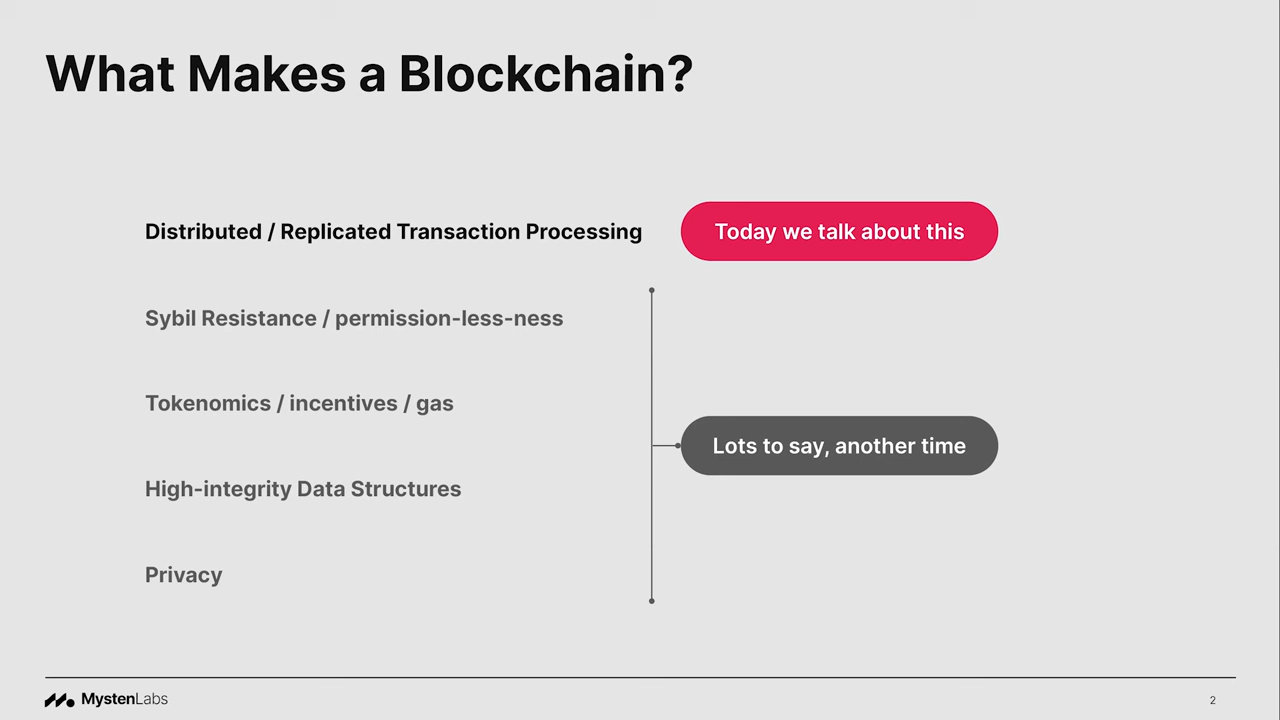 What Makes a Blockchain?
Distributed / Replicated Transaction Processing
Today we talk about this
Sybil Resistance / permission-less-ness
Tokenomics / incentives / gas
Lots to say, another time
High-integrity Data Structures
Privacy
MystenLabs
2